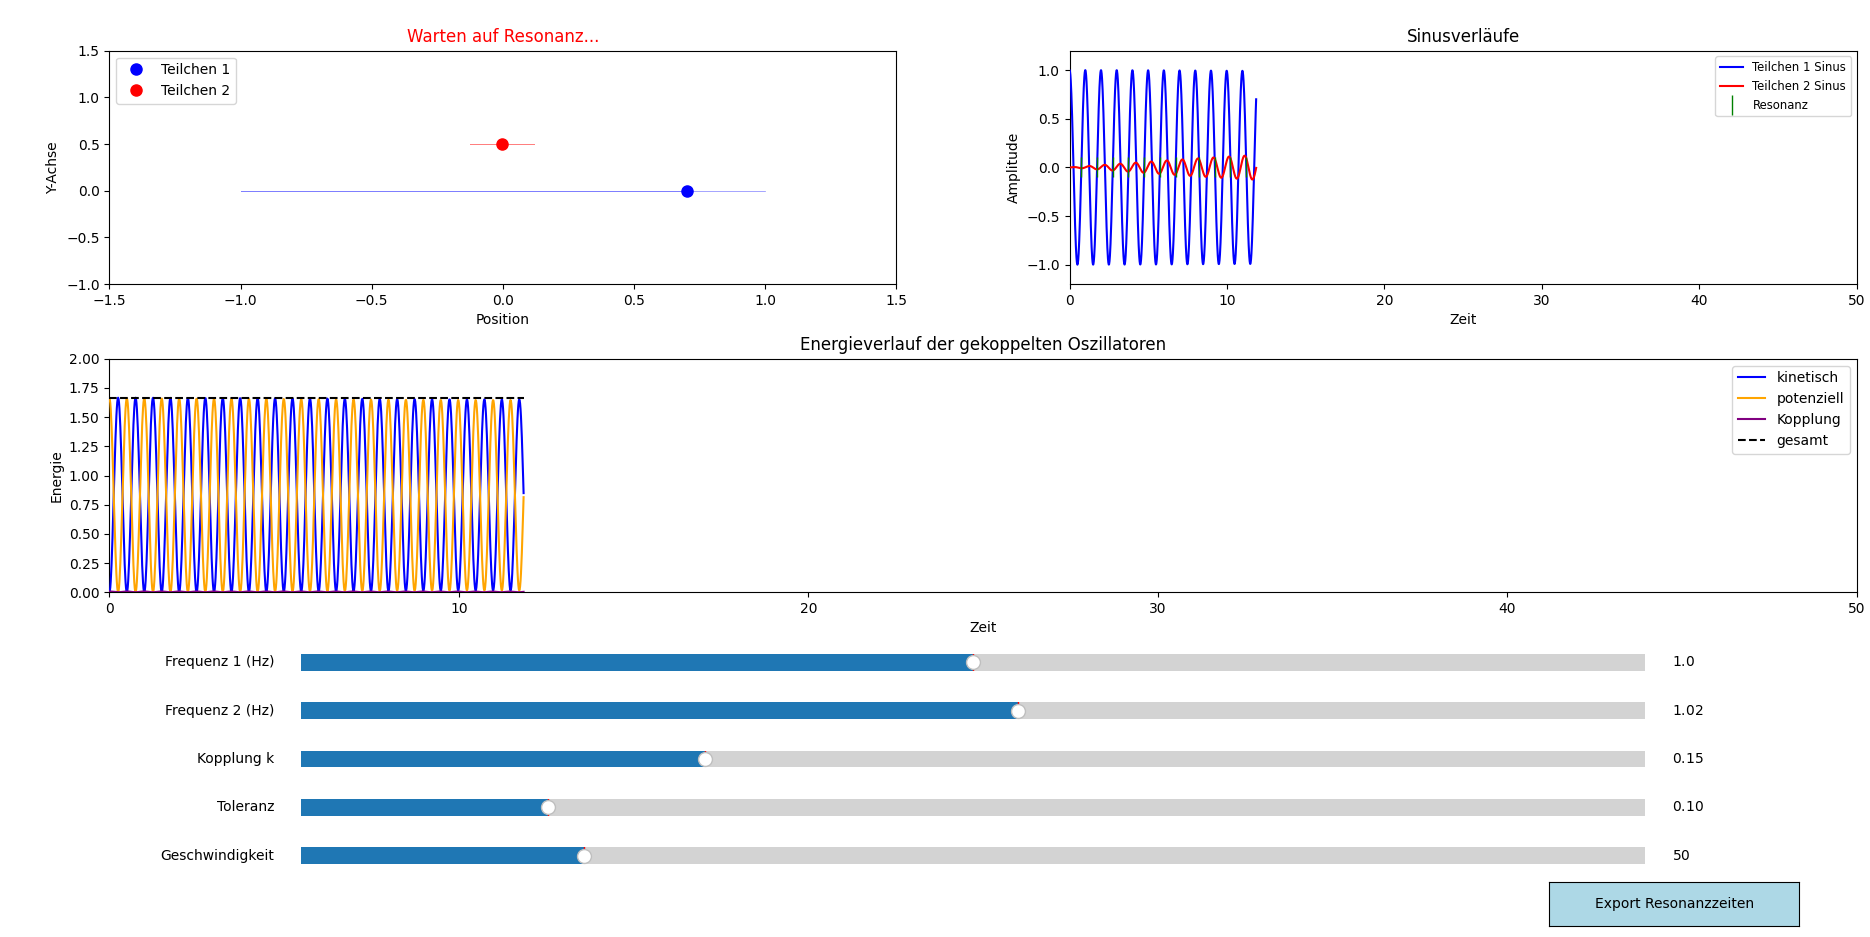 Warten auf Resonanz...
1.5
1.0
0.5
0.0
−0.5
−1.0
Y-Achse
Teilchen 1
Teilchen 2
−1.5
−1.0
−0.5
0.0
0.5
1.0
1.5
Position
Sinusverläufe
1.0
0.5
0.0
−0.5
−1.0
Amplitude
Teilchen 1 Sinus
Teilchen 2 Sinus
Resonanz
0
10
20
30
40
50
Zeit
Energieverlauf der gekoppelten Oszillatoren
2.00
1.75
1.50
1.25
1.00
0.75
0.50
0.25
0.00
Energie
kinetisch
potenziell
Kopplung
gesamt
0
10
20
30
40
50
Zeit
Frequenz 1 (Hz) 1.0
Frequenz 2 (Hz) 1.02
Kopplung k 0.15
Toleranz 0.10
Geschwindigkeit 50
Export Resonanzzeiten